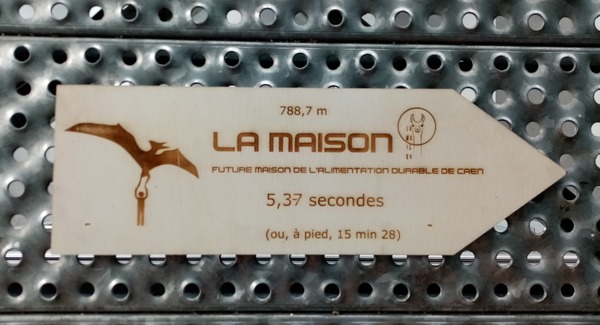 788,7 m
LA MAISON
FUTURE MAISON DE L'ALIMENTATION DURABLE DE CAEN
5,37 secondes
(ou, à pied, 15 min 28)